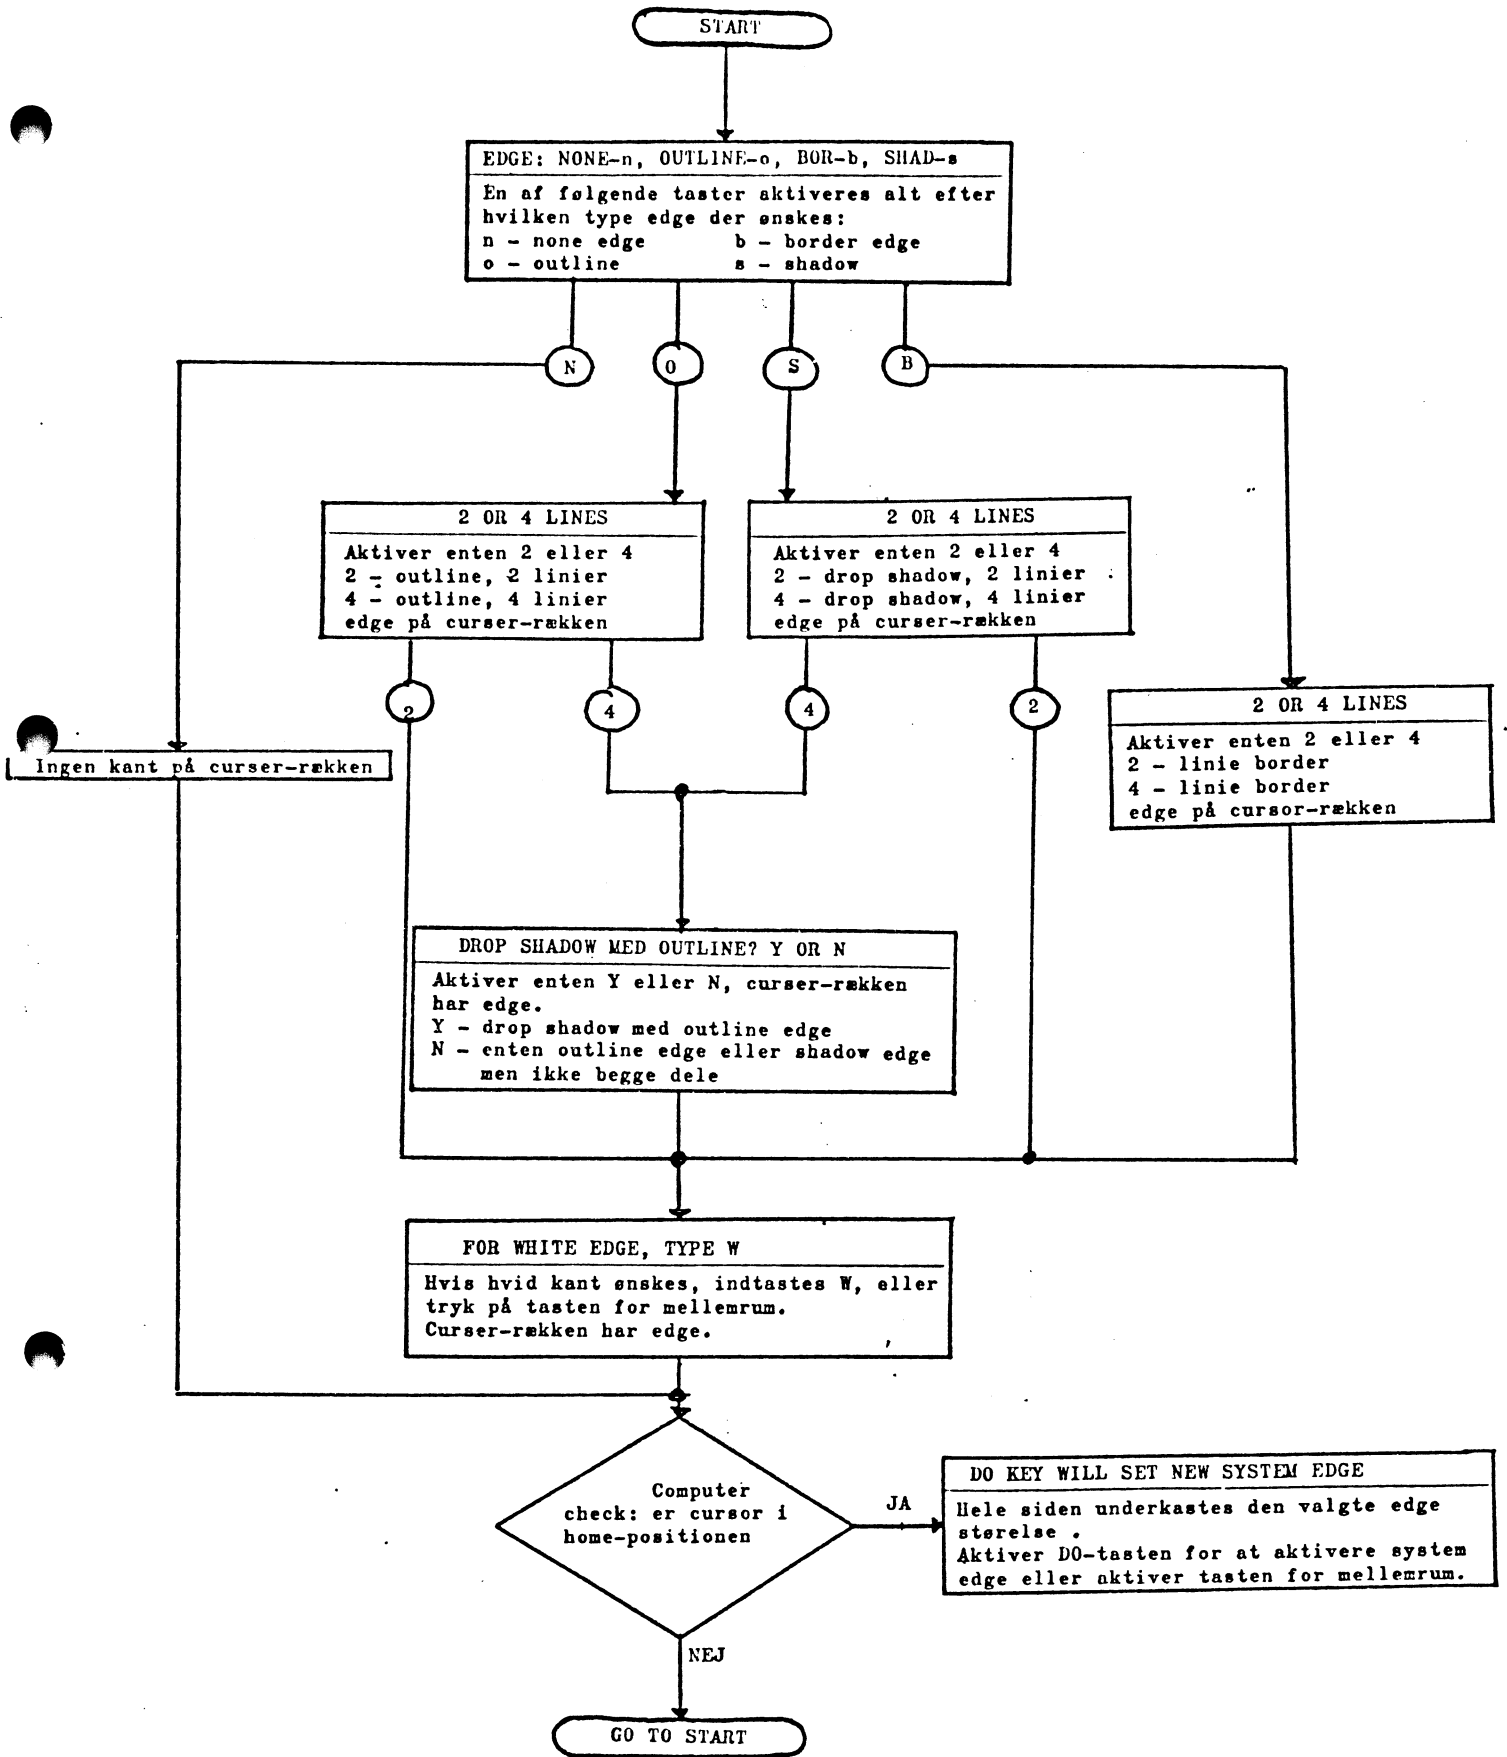 START
EDGE: NONE-n, OUTLINE-o, BOR-b, SHAD-s
En af følgende taster aktiveres alt efter
hvilken type edge der ønskes:
n - none edge b - border edge
o - outline s - shadow
N O S B
2 OR 4 LINES
Aktiver enten 2 eller 4
2 - outline, 2 linier
4 - outline, 4 linier
edge på curser-rækken
2 OR 4 LINES
Aktiver enten 2 eller 4
2 - drop shadow, 2 linier
4 - drop shadow, 4 linier
edge på curser-rækken
2 4 4 2
2 OR 4 LINES
Aktiver enten 2 eller 4
2 - linie border
4 - linie border
edge på cursor-rækken
Ingen kant på curser-rækken
DROP SHADOW MED OUTLINE? Y OR N
Aktiver enten Y eller N, curser-rækken
har edge.
Y - drop shadow med outline edge
N - enten outline edge eller shadow edge
men ikke begge dele
FOR WHITE EDGE, TYPE W
Hvis hvid kant ønskes, indtastes W, eller
tryk på tasten for mellemrum.
Curser-rækken har edge.
Computer
check: er cursor i
home-positionen
JA
DO KEY WILL SET NEW SYSTEM EDGE
Hele siden underkastes den valgte edge
størelse .
Aktiver DO-tasten for at aktivere system
edge eller aktiver tasten for mellemrum.
NEJ
GO TO START